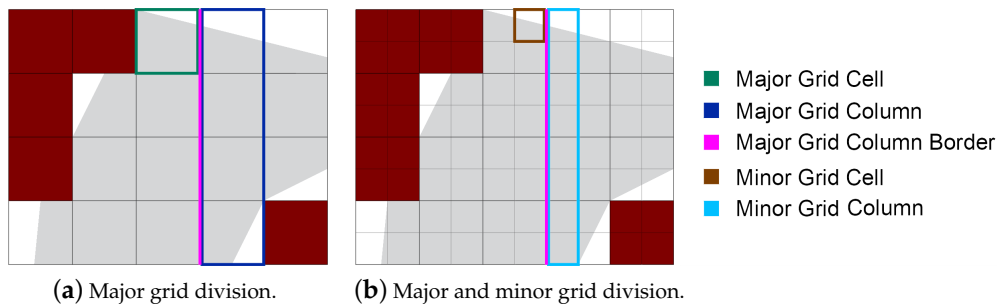 Major Grid Cell
Major Grid Column
Major Grid Column Border
Minor Grid Cell
Minor Grid Column
(a) Major grid division.
(b) Major and minor grid division.